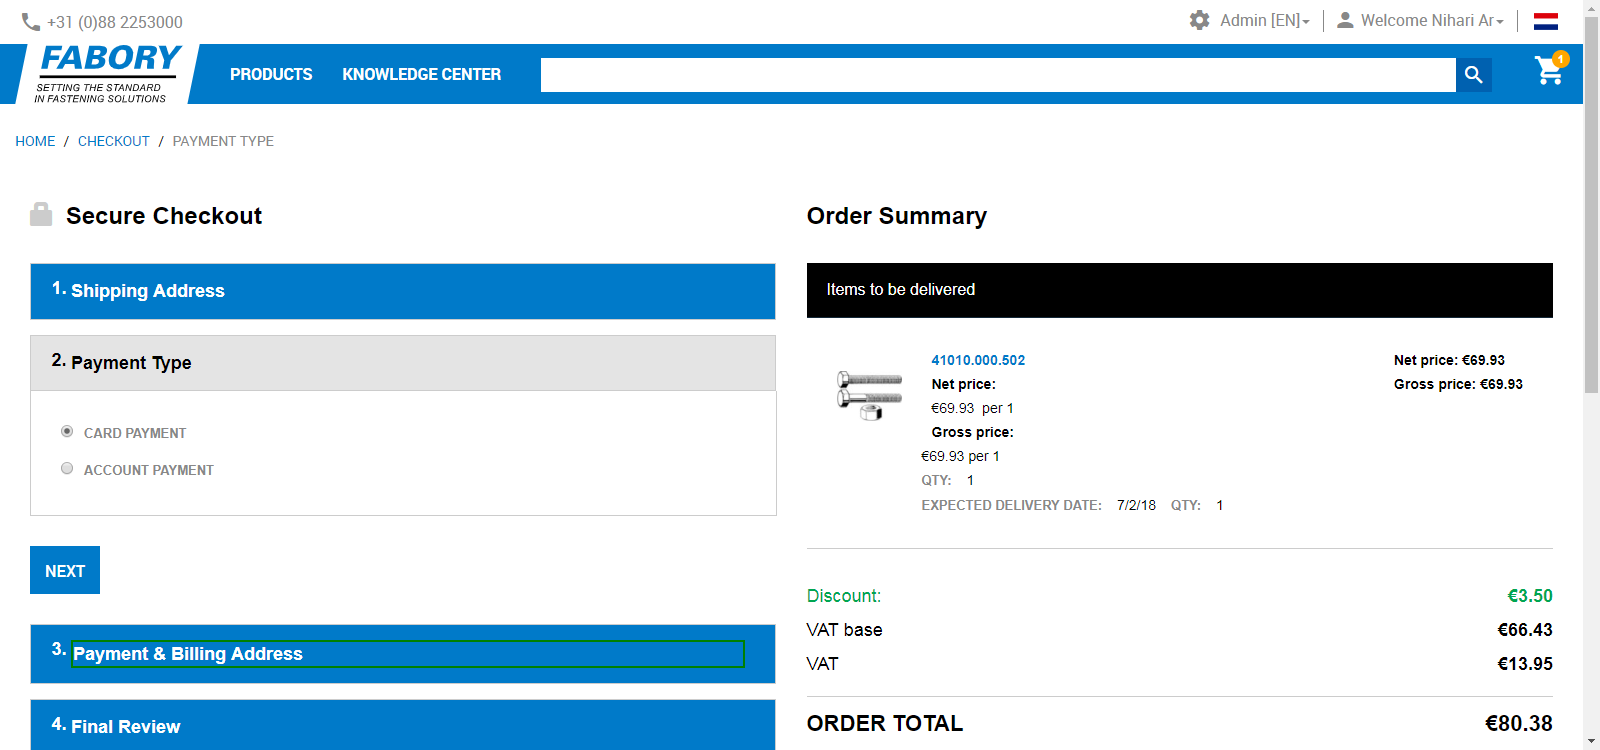 +31 (0)88 2253000
Admin [EN]
Welcome Nihari Ar
FABORY
SETTING THE STANDARD
IN FASTENING SOLUTIONS
PRODUCTS
KNOWLEDGE CENTER
1
HOME / CHECKOUT / PAYMENT TYPE
Secure Checkout
1. Shipping Address
2. Payment Type
CARD PAYMENT
ACCOUNT PAYMENT
NEXT
3. Payment & Billing Address
4. Final Review
Order Summary
Items to be delivered
41010.000.502
Net price:
€69.93 per 1
Gross price:
€69.93 per 1
QTY: 1
EXPECTED DELIVERY DATE: 7/2/18 QTY: 1
Net price: €69.93
Gross price: €69.93
Discount: €3.50
VAT base €66.43
VAT €13.95
ORDER TOTAL €80.38